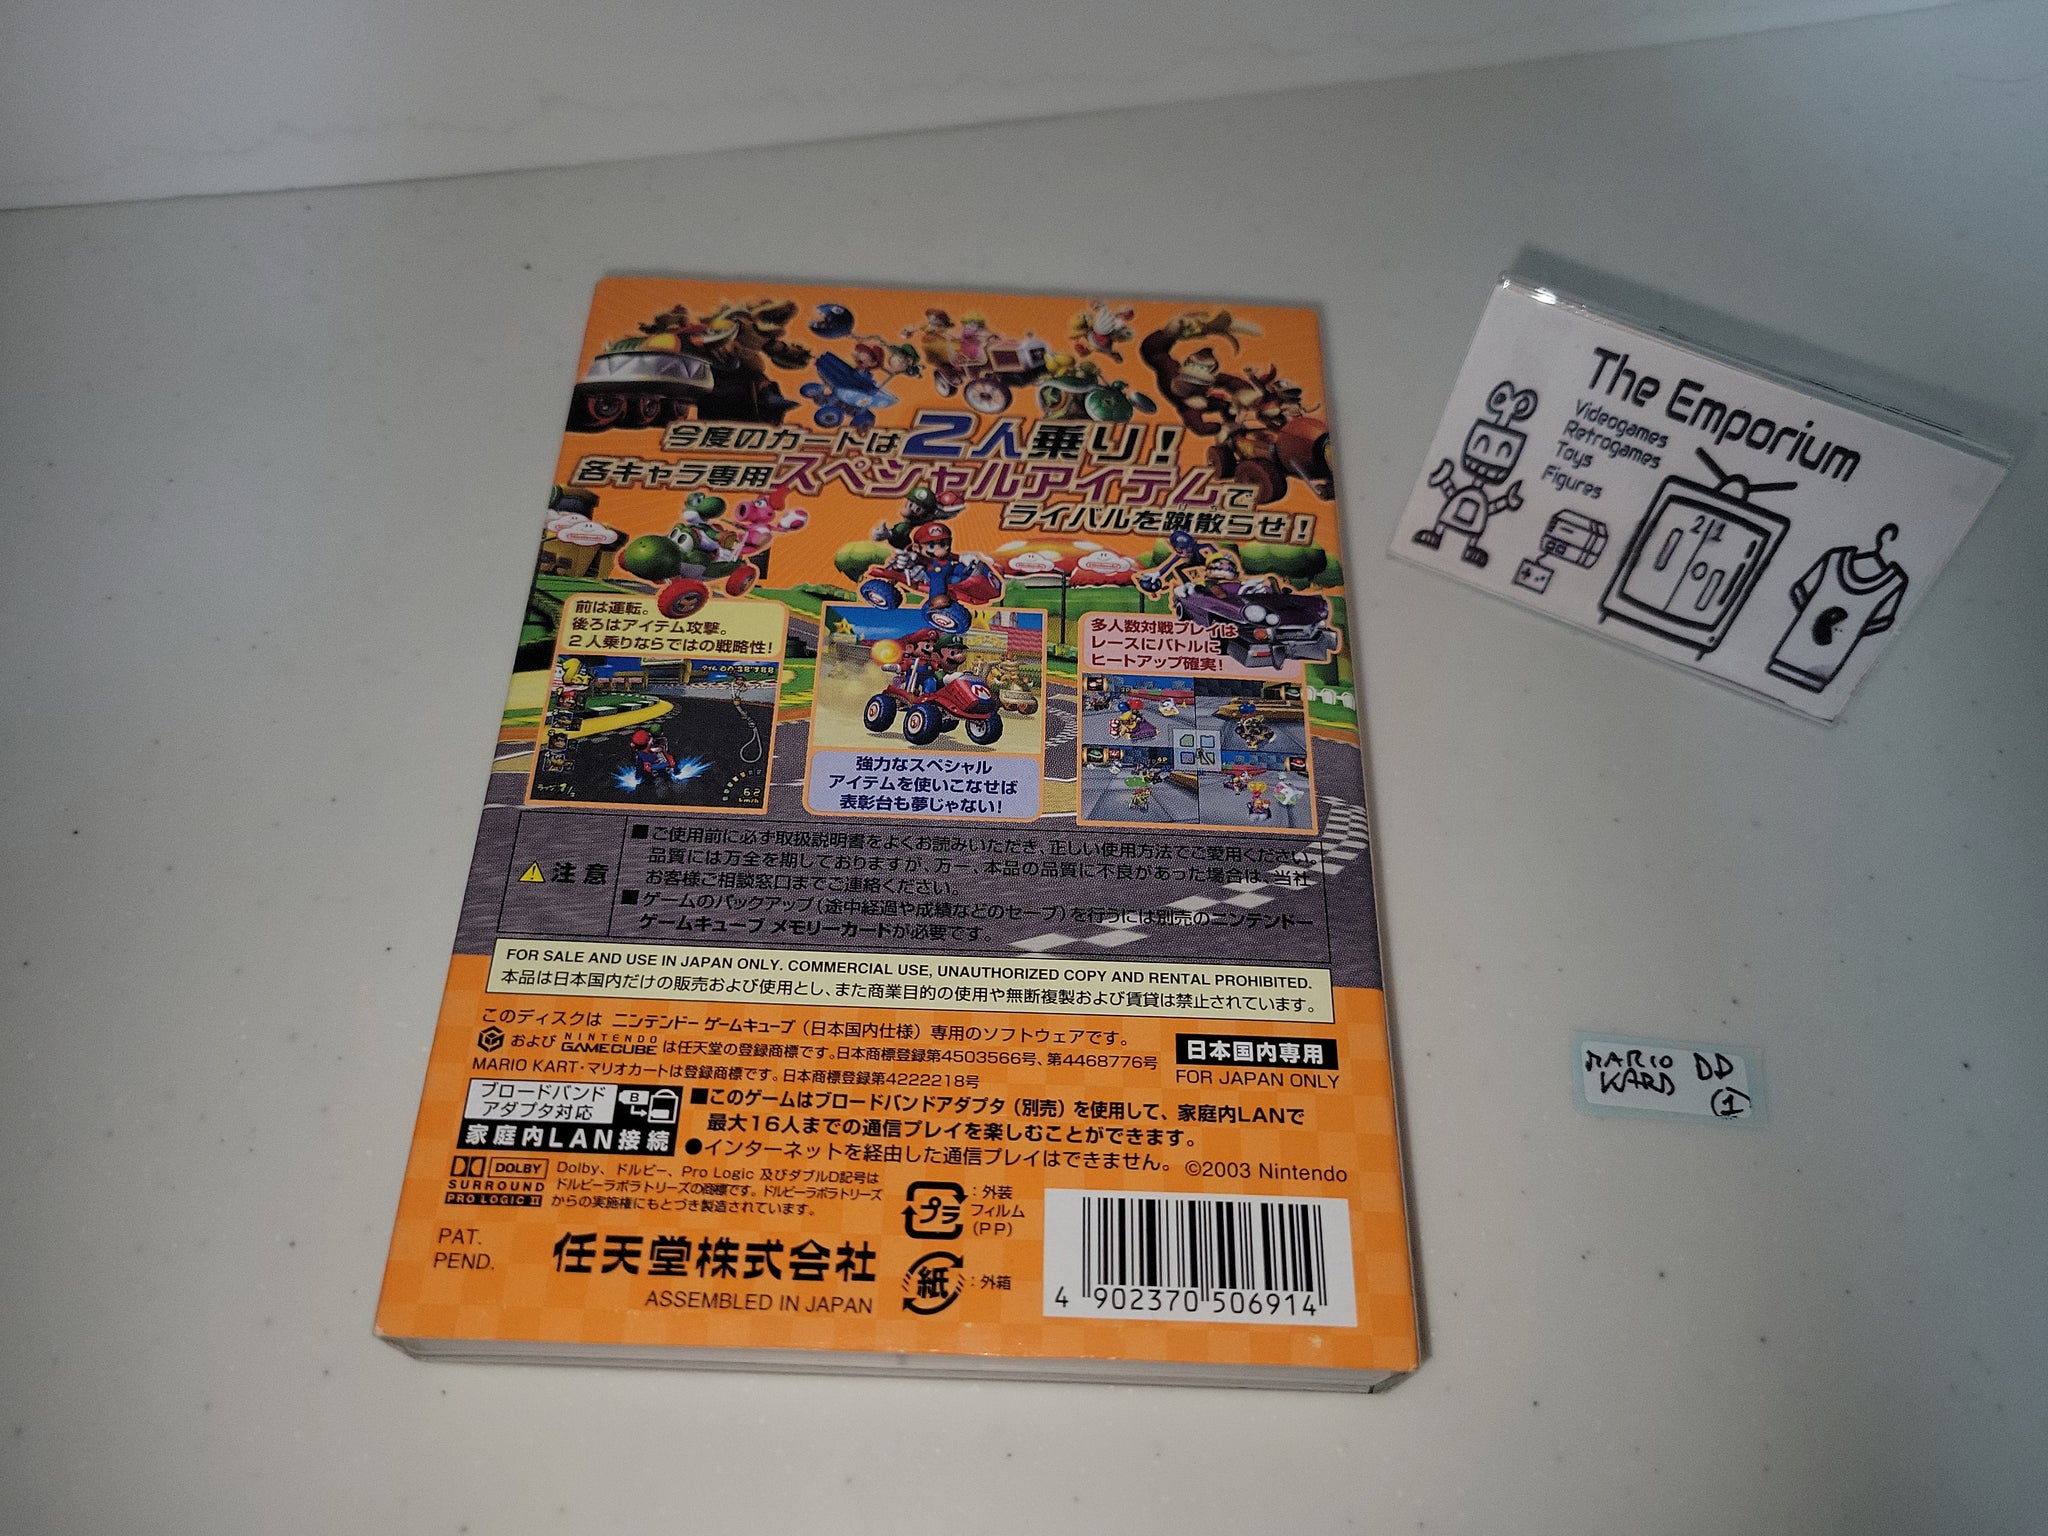 今度のカートは2人乗り!
各キャラ専用スペシャルアイテムで
ライバルを蹴散らせ!
前は運転。
後ろはアイテム攻撃。
2人乗りならではの戦略性!
強力なスペシャル
アイテムを使いこなせば
表彰台も夢じゃない!
多人数対戦プレイは
レースにバトルに
ヒートアップ確実!
注意
■ご使用前に必ず取扱説明書をよくお読みいただき、正しい使用方法でご愛用ください。
品質には万全を期しておりますが、万一、本品の品質に不良があった場合は、当社
お客様ご相談窓口までご連絡ください。
■ゲームのバックアップ(途中経過や成績などのセーブ)を行うには別売のニンテンドー
ゲームキューブ メモリーカードが必要です。
FOR SALE AND USE IN JAPAN ONLY. COMMERCIAL USE, UNAUTHORIZED COPY AND RENTAL PROHIBITED.
本品は日本国内だけの販売および使用とし、また商業目的の使用や無断複製および賃貸は禁止されています。
このディスクは ニンテンドー ゲームキューブ(日本国内仕様)専用のソフトウェアです。
および NINTENDO GAMECUBE は任天堂の登録商標です。日本商標登録第4503566号、第4468776号
MARIO KART・マリオカートは登録商標です。日本商標登録第4222218号
日本国内専用
FOR JAPAN ONLY
ブロードバンド
アダプタ対応
B
家庭内LAN接続
■このゲームはブロードバンドアダプタ(別売)を使用して、家庭内LANで
最大16人までの通信プレイを楽しむことができます。
●インターネットを経由した通信プレイはできません。
©2003 Nintendo
DOLBY
SURROUND
PRO LOGIC II
Dolby、ドルビー、Pro Logic 及びダブルD記号は
ドルビーラボラトリーズの商標です。ドルビーラボラトリーズ
からの実施権にもとづき製造されています。
プラ
:外装
フィルム
(PP)
紙
:外箱
PAT.
PEND.
任天堂株式会社
ASSEMBLED IN JAPAN
4 902370 506914
The Emporium
Videogames
Retrogames
Toys
Figures
2|1
MARIO DD
KARD
1